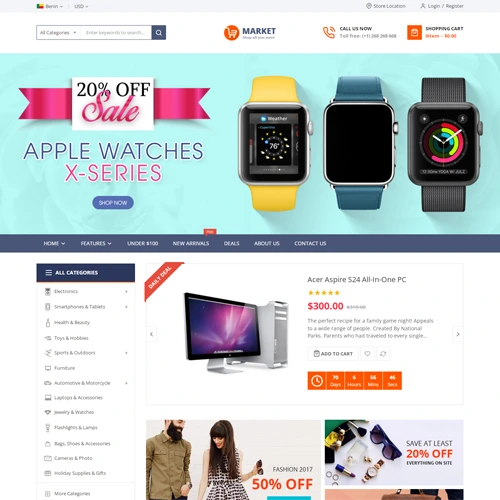 Benin
USD
Store Location
Register / Login
All Categories
Enter keywords to search...
MARKET
Shop all your want!
CALL US NOW
Toll free: (+1) 268 268 668
SHOPPING CART
0item - $0.00
20% OFF
Sale
APPLE WATCHES
X-SERIES
SHOP NOW
Weather
76°
HOME
FEATURES
UNDER $100
NEW ARRIVALS
DEALS
ABOUT US
CONTACT US
ALL CATEGORIES
Electronics
Smartphones & Tablets
Health & Beauty
Toys & Hobbies
Sports & Outdoors
Furniture
Automotive & Motorcycle
Laptops & Accessories
Jewelry & Watches
Flashlights & Lamps
Bags, Shoes & Accessories
Cameras & Photo
Holiday Supplies & Gifts
More Categories
DAILY DEAL
Acer Aspire S24 All-In-One PC
$300.00
The perfect recipe for a family game night! Appeals
to a wide range of people. Created By National
Parks. Parents who had traveled to every single...
ADD TO CART
70
Days
6
Hours
56
Mins
46
Secs
FASHION 2017
50% OFF
SAVE AT LEAST
20% OFF
EVERYTHING ON SITE